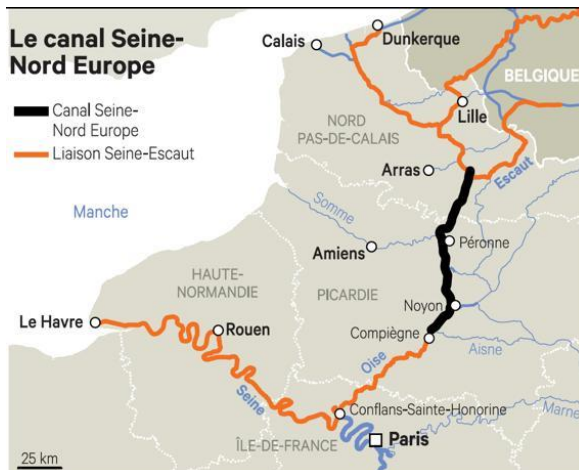 Le canal Seine-
Nord Europe
Canal Seine-
Nord Europe
Liaison Seine-Escaut
Calais
Dunkerque
BELGIQUE
Lille
NORD
PAS-DE-CALAIS
Arras
Escaut
Manche
Somme
Péronne
Amiens
HAUTE-
NORMANDIE
PICARDIE
Noyon
Le Havre
Rouen
Compiègne
Aisne
Oise
Seine
Conflans-Sainte-Honorine
Marne
ÎLE-DE-FRANCE
Paris
25 km